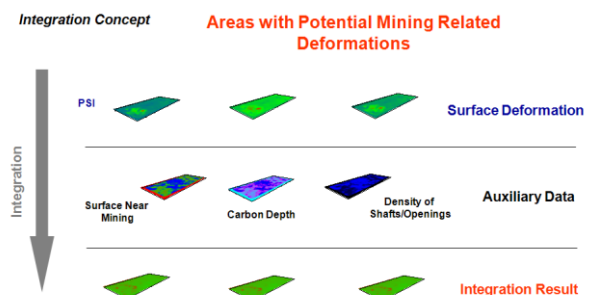 Integration Concept
Areas with Potential Mining Related
Deformations
PSI
Surface Deformation
Integration
Surface Near
Mining
Carbon Depth
Density of
Shafts/Openings
Auxiliary Data
Integration Result